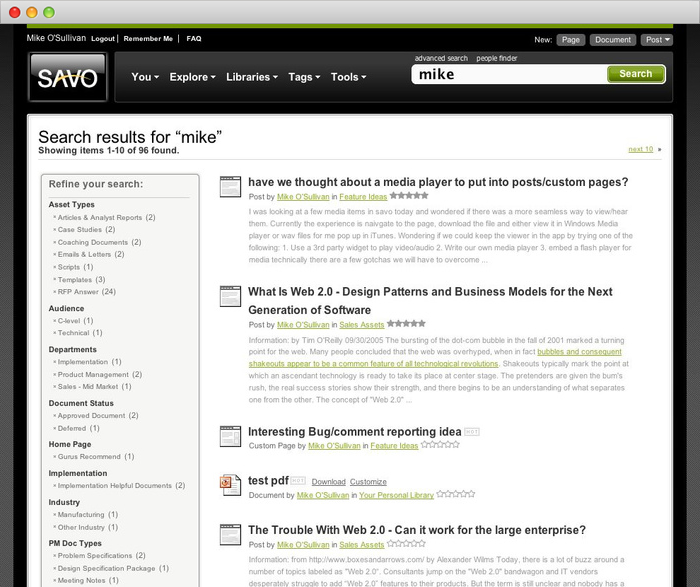 Mike O'Sullivan Logout | Remember Me | FAQ
New: Page Document Post
advanced search people finder
SAVO
You Explore Libraries Tags Tools
mike Search
Search results for “mike”
Showing items 1-10 of 96 found.
next 10 »
Refine your search:
Asset Types
Articles & Analyst Reports (2)
Case Studies (2)
Coaching Documents (2)
Emails & Letters (2)
Scripts (1)
Templates (3)
RFP Answer (24)
Audience
C-level (1)
Technical (1)
Departments
Implementation (1)
Product Management (2)
Sales - Mid Market (1)
Document Status
Approved Document (2)
Deferred (1)
Home Page
Gurus Recommend (1)
Implementation
Implementation Helpful Documents (2)
Industry
Manufacturing (1)
Other Industry (1)
PM Doc Types
Problem Specifications (2)
Design Specification Package (1)
Meeting Notes (1)
have we thought about a media player to put into posts/custom pages?
Post by Mike O'Sullivan in Feature Ideas
I was looking at a few media items in savo today and wondered if there was a more seamless way to view/hear
them. Currently the experience is naivgate to the page, download the file and either view it in Windows Media
player or wav files for me pop up in iTunes. Wondering if we could keep the viewer in the app by trying one of the
following: 1. Use a 3rd party widget to play video/audio 2. Write our own media player 3. embed a flash player for
media technically there are a few gotchas we will have to overcome ...
What Is Web 2.0 - Design Patterns and Business Models for the Next
Generation of Software
Post by Mike O'Sullivan in Sales Assets
Information: by Tim O'Reilly 09/30/2005 The bursting of the dot-com bubble in the fall of 2001 marked a turning
point for the web. Many people concluded that the web was overhyped, when in fact bubbles and consequent
shakeouts appear to be a common feature of all technological revolutions. Shakeouts typically mark the point at
which an ascendant technology is ready to take its place at center stage. The pretenders are given the bum's
rush, the real success stories show their strength, and there begins to be an understanding of what separates
one from the other. The concept of "Web 2.0" ...
Interesting Bug/comment reporting idea HOT
Custom Page by Mike O'Sullivan in Feature Ideas
test pdf HOT Download Customize
Document by Mike O'Sullivan in Your Personal Library
The Trouble With Web 2.0 - Can it work for the large enterprise?
Post by Mike O'Sullivan in Sales Assets
Information: from http://www.boxesandarrows.com/ by Alexander Wilms Today, there is a lot of buzz around a
number of topics labeled as "Web 2.0". Consultants jump on the "Web 2.0" bandwagon and IT vendors
desperately struggle to add "Web 2.0" features to their products. But the term is still unclear and nobody has a